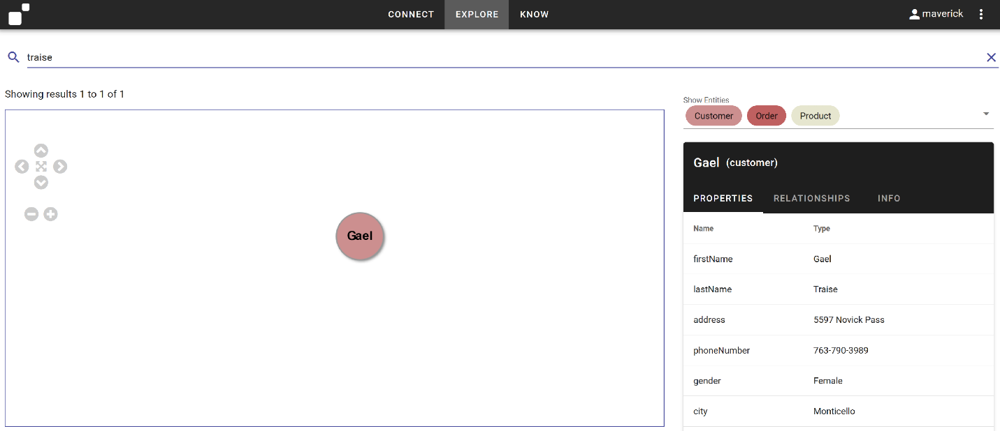 CONNECT EXPLORE KNOW maverick
traise
Showing results 1 to 1 of 1
Show Entities
Customer Order Product
Gael
Gael (customer)
PROPERTIES RELATIONSHIPS INFO
Name Type
firstName Gael
lastName Traise
address 5597 Novick Pass
phoneNumber 763-790-3989
gender Female
city Monticello